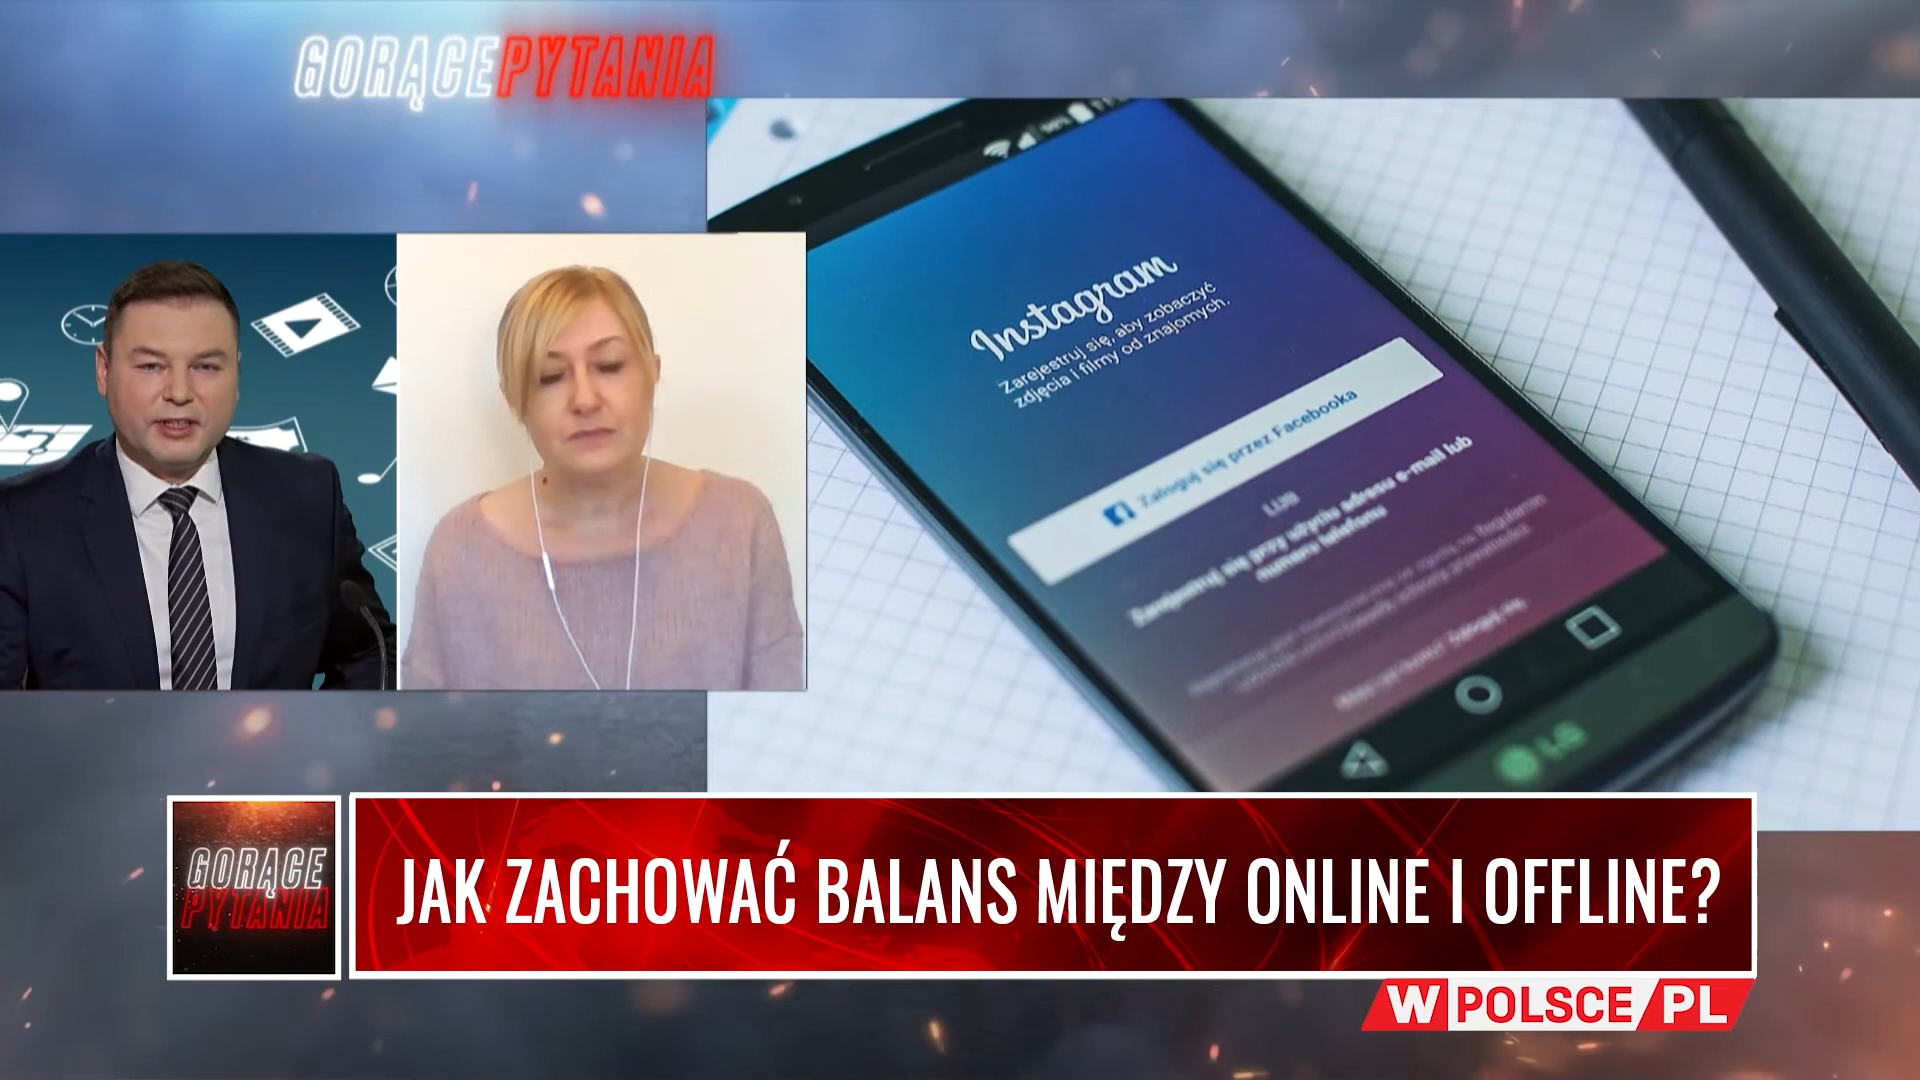 GORĄCE PYTANIA
Instagram
Zarejestruj się, aby zobaczyć
zdjęcia i filmy od znajomych.
Zaloguj się przez Facebooka
LUB
Zarejestruj się przy użyciu adresu e-mail lub
numeru telefonu
LG
GORĄCE
PYTANIA
JAK ZACHOWAĆ BALANS MIĘDZY ONLINE I OFFLINE?
WPOLSCE/PL